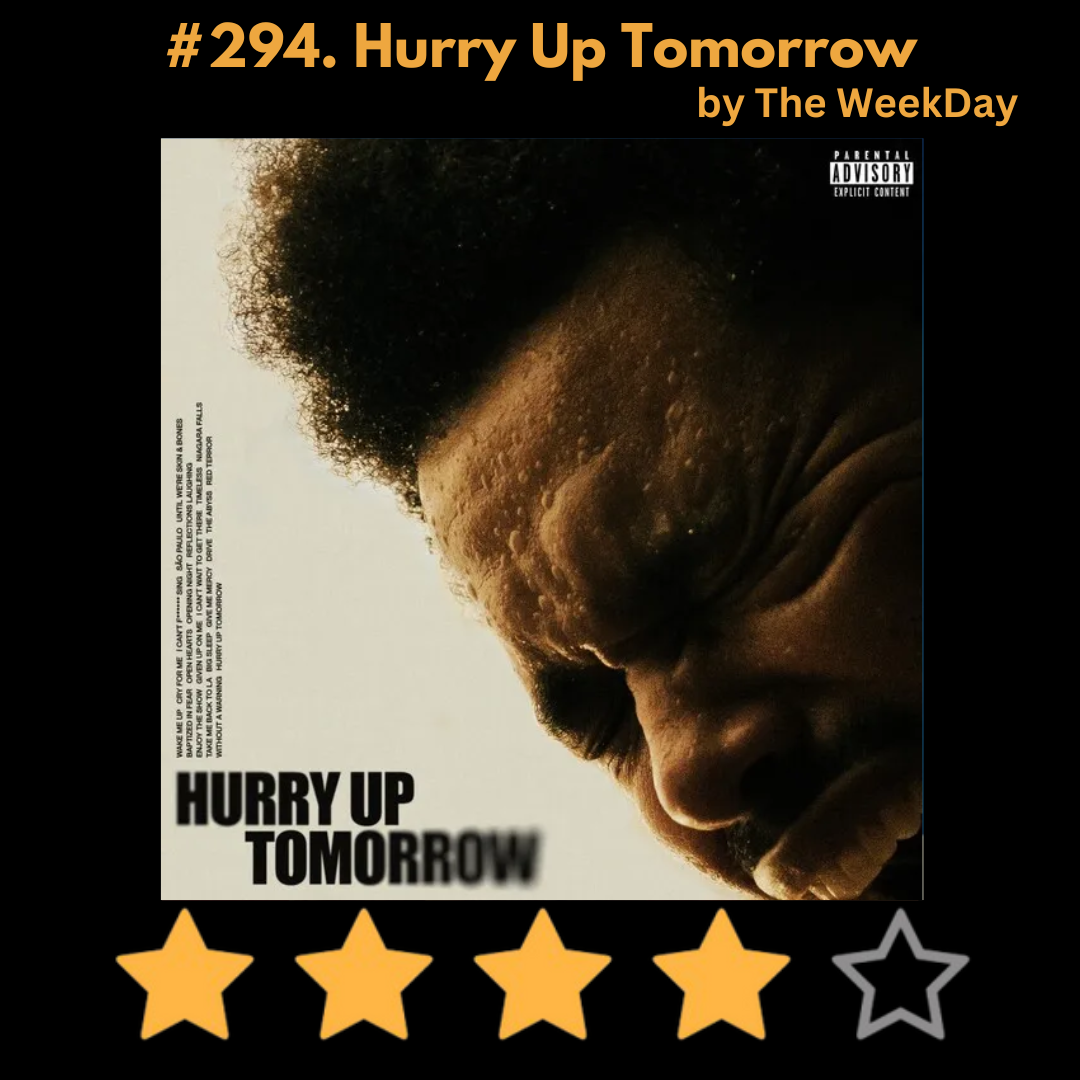 #294. Hurry Up Tomorrow
by The WeekDay
PARENTAL
ADVISORY
EXPLICIT CONTENT
WAKE ME UP CRY FOR ME I CAN'T F****** SING SÃO PAULO UNTIL WE'RE SKIN & BONES
BAPTIZED IN FEAR OPEN HEARTS OPENING NIGHT REFLECTIONS LAUGHING
ENJOY THE SHOW GIVEN UP ON ME I CAN'T WAIT TO GET THERE TIMELESS NIAGARA FALLS
TAKE ME BACK TO LA BIG SLEEP GIVE ME MERCY DRIVE THE ABYSS RED TERROR
WITHOUT A WARNING HURRY UP TOMORROW
HURRY UP
TOMORROW